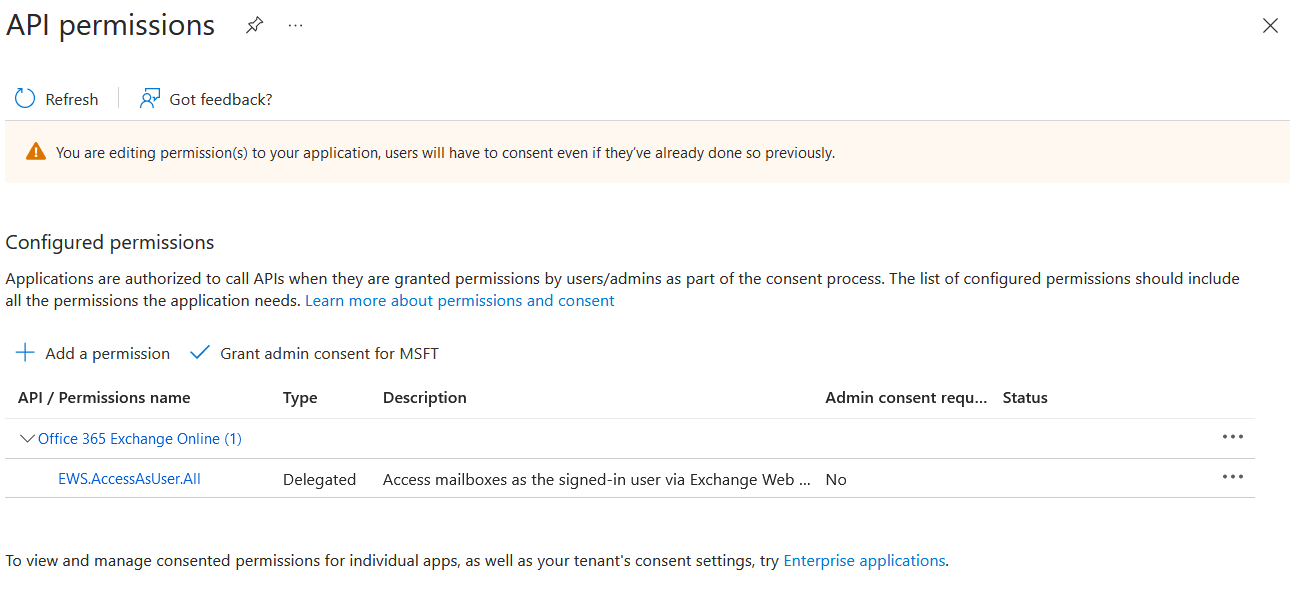 API permissions
Refresh
Got feedback?
You are editing permission(s) to your application, users will have to consent even if they've already done so previously.
Configured permissions
Applications are authorized to call APIs when they are granted permissions by users/admins as part of the consent process. The list of configured permissions should include
all the permissions the application needs. Learn more about permissions and consent
Add a permission
Grant admin consent for MSFT
API / Permissions name Type Description Admin consent requ... Status
Office 365 Exchange Online (1)
EWS.AccessAsUser.All Delegated Access mailboxes as the signed-in user via Exchange Web ... No
To view and manage consented permissions for individual apps, as well as your tenant's consent settings, try Enterprise applications.